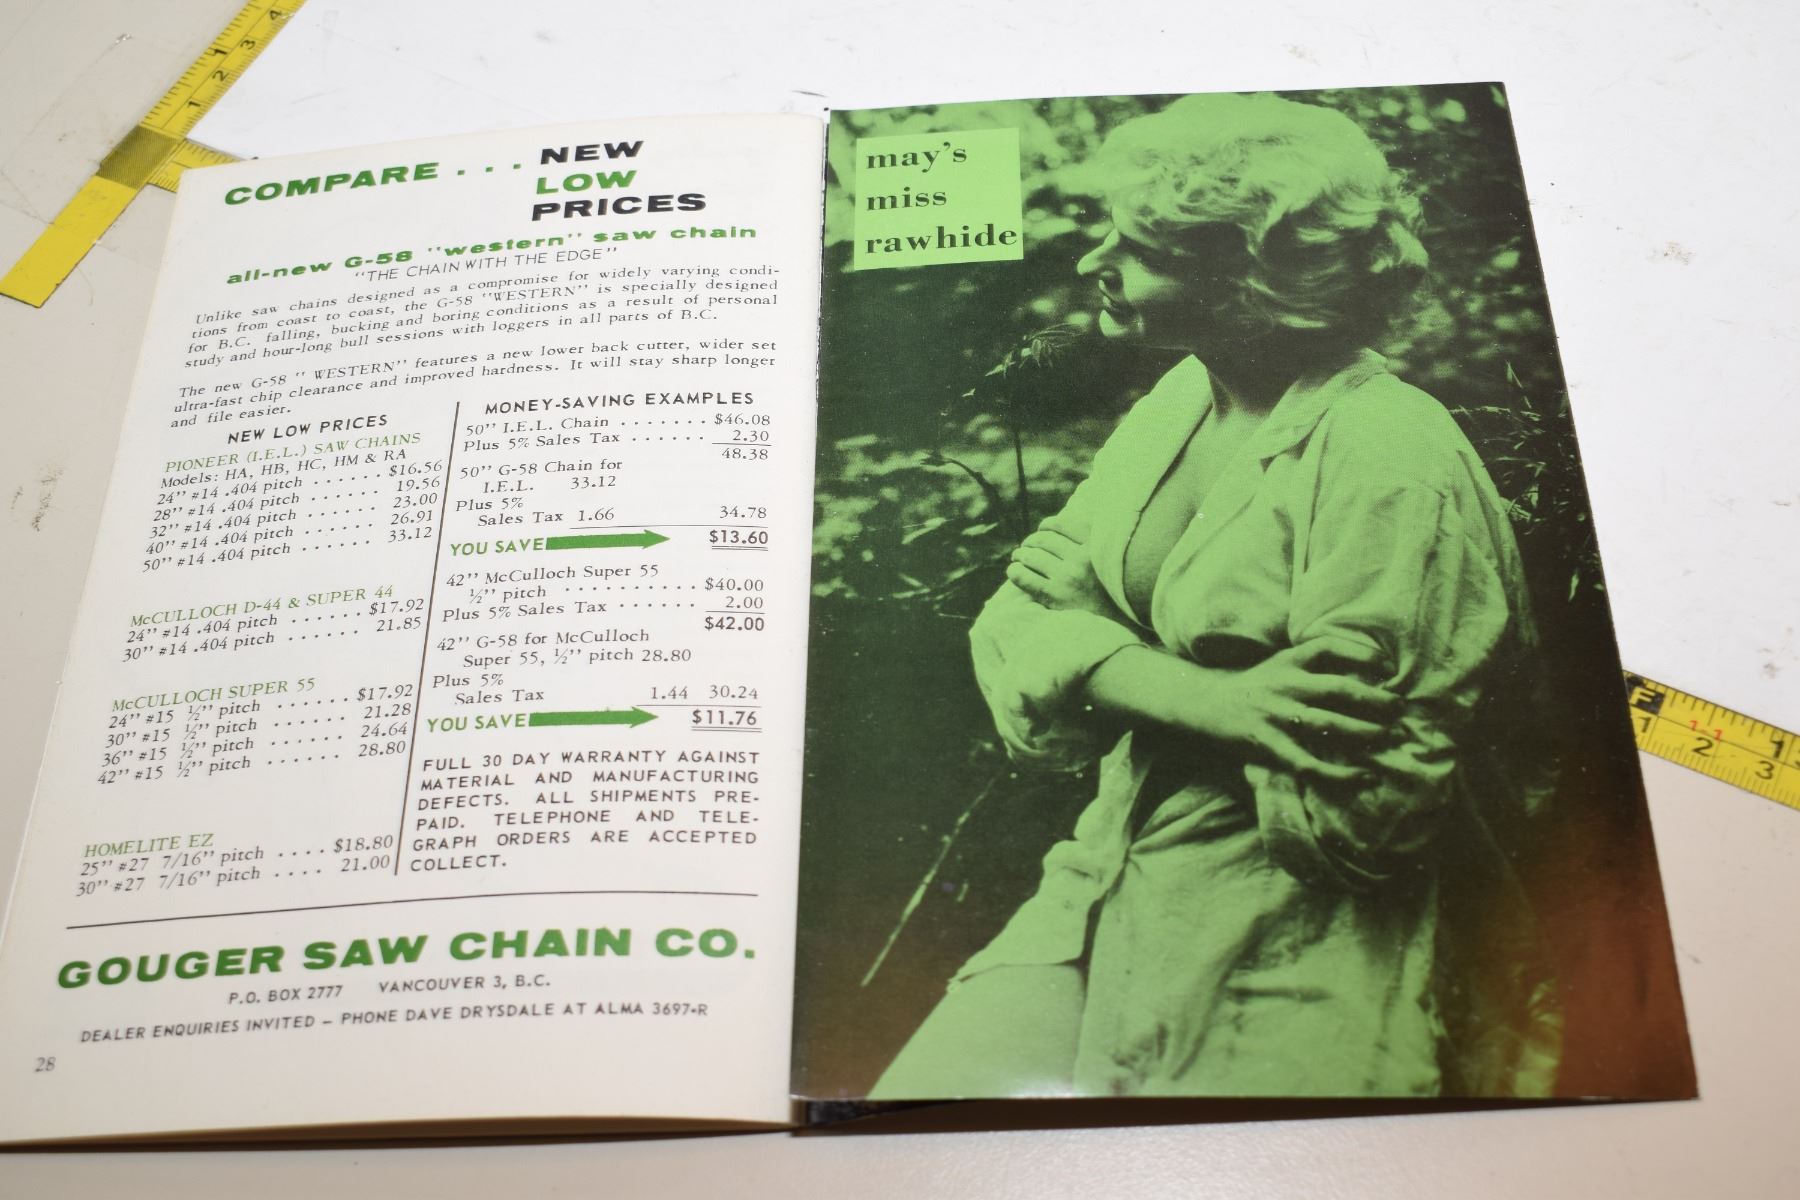 COMPARE . . . NEW
LOW
PRICES
all-new G-58 "western" saw chain
"THE CHAIN WITH THE EDGE"
Unlike saw chains designed as a compromise for widely varying condi-
tions from coast to coast, the G-58 "WESTERN" is specially designed
for B.C. falling, bucking and boring conditions as a result of personal
study and hour-long bull sessions with loggers in all parts of B.C.
The new G-58 " WESTERN" features a new lower back cutter, wider set
ultra-fast chip clearance and improved hardness. It will stay sharp longer
and file easier.
NEW LOW PRICES
PIONEER (I.E.L.) SAW CHAINS
Models: HA, HB, HC, HM & RA
24" #14 .404 pitch . . . . . . $16.56
28" #14 .404 pitch . . . . . . 19.56
32" #14 .404 pitch . . . . . . 23.00
40" #14 .404 pitch . . . . . . 26.91
50" #14 .404 pitch . . . . . . 33.12
McCULLOCH D-44 & SUPER 44
24" #14 .404 pitch . . . . . . $17.92
30" #14 .404 pitch . . . . . . 21.85
McCULLOCH SUPER 55
24" #15 ½" pitch . . . . . . $17.92
30" #15 ½" pitch . . . . . . 21.28
36" #15 ½" pitch . . . . . . 24.64
42" #15 ½" pitch . . . . . . 28.80
HOMELITE EZ
25" #27 7/16" pitch . . . . $18.80
30" #27 7/16" pitch . . . . 21.00
MONEY-SAVING EXAMPLES
50" I.E.L. Chain . . . . . . . $46.08
Plus 5% Sales Tax . . . . . . 2.30
48.38
50" G-58 Chain for
I.E.L. 33.12
Plus 5%
Sales Tax 1.66 34.78
YOU SAVE $13.60
42" McCulloch Super 55
½" pitch . . . . . . . . . . $40.00
Plus 5% Sales Tax . . . . . . 2.00
$42.00
42" G-58 for McCulloch
Super 55, ½" pitch 28.80
Plus 5%
Sales Tax 1.44 30.24
YOU SAVE $11.76
FULL 30 DAY WARRANTY AGAINST
MATERIAL AND MANUFACTURING
DEFECTS. ALL SHIPMENTS PRE-
PAID. TELEPHONE AND TELE-
GRAPH ORDERS ARE ACCEPTED
COLLECT.
GOUGER SAW CHAIN CO.
P.O. BOX 2777 VANCOUVER 3, B.C.
DEALER ENQUIRIES INVITED – PHONE DAVE DRYSDALE AT ALMA 3697-R
28
may's
miss
rawhide
1 2 3 4
1
F 1 2 3
1